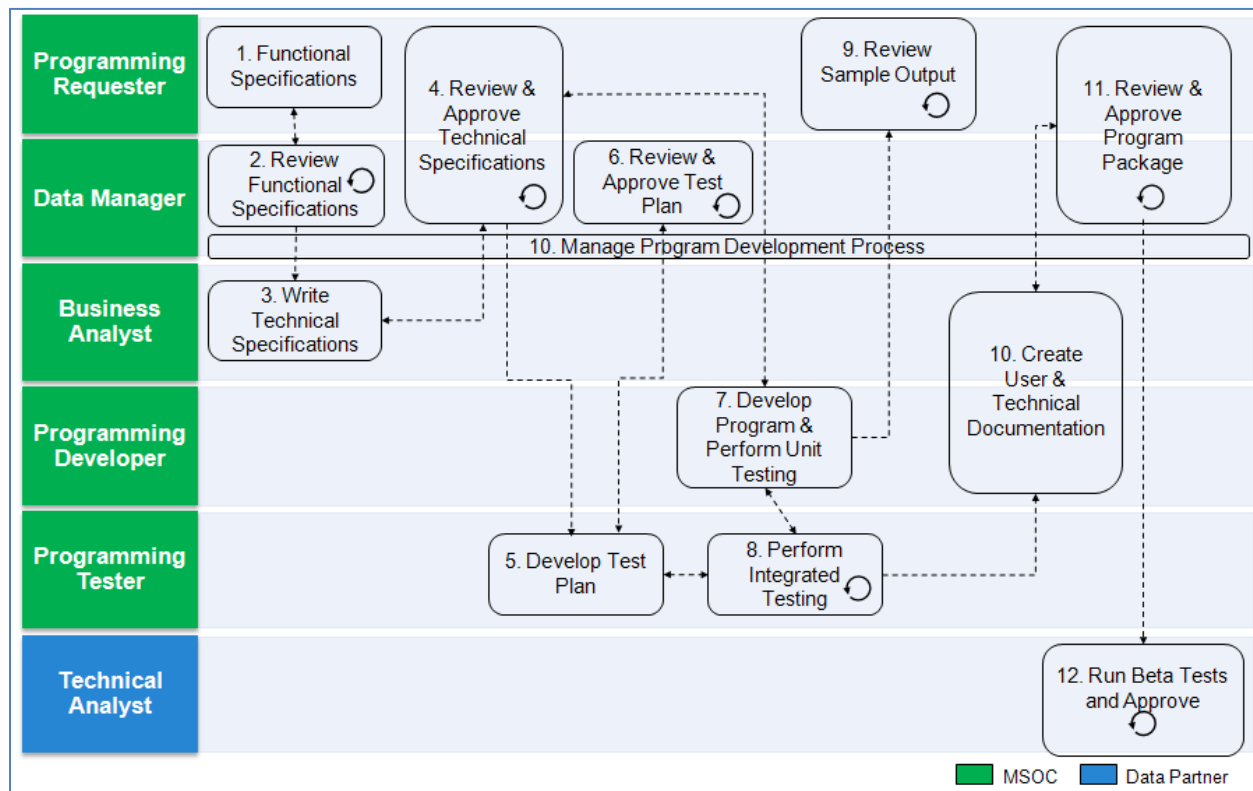 Programming
Requester
1. Functional
Specifications
4. Review &
Approve
Technical
Specifications
9. Review
Sample Output
11. Review &
Approve
Program
Package
Data Manager
2. Review
Functional
Specifications
6. Review &
Approve Test
Plan
10. Manage Program Development Process
Business
Analyst
3. Write
Technical
Specifications
10. Create
User &
Technical
Documentation
Programming
Developer
7. Develop
Program &
Perform Unit
Testing
Programming
Tester
5. Develop Test
Plan
8. Perform
Integrated
Testing
Technical
Analyst
12. Run Beta Tests
and Approve
MSOC
Data Partner